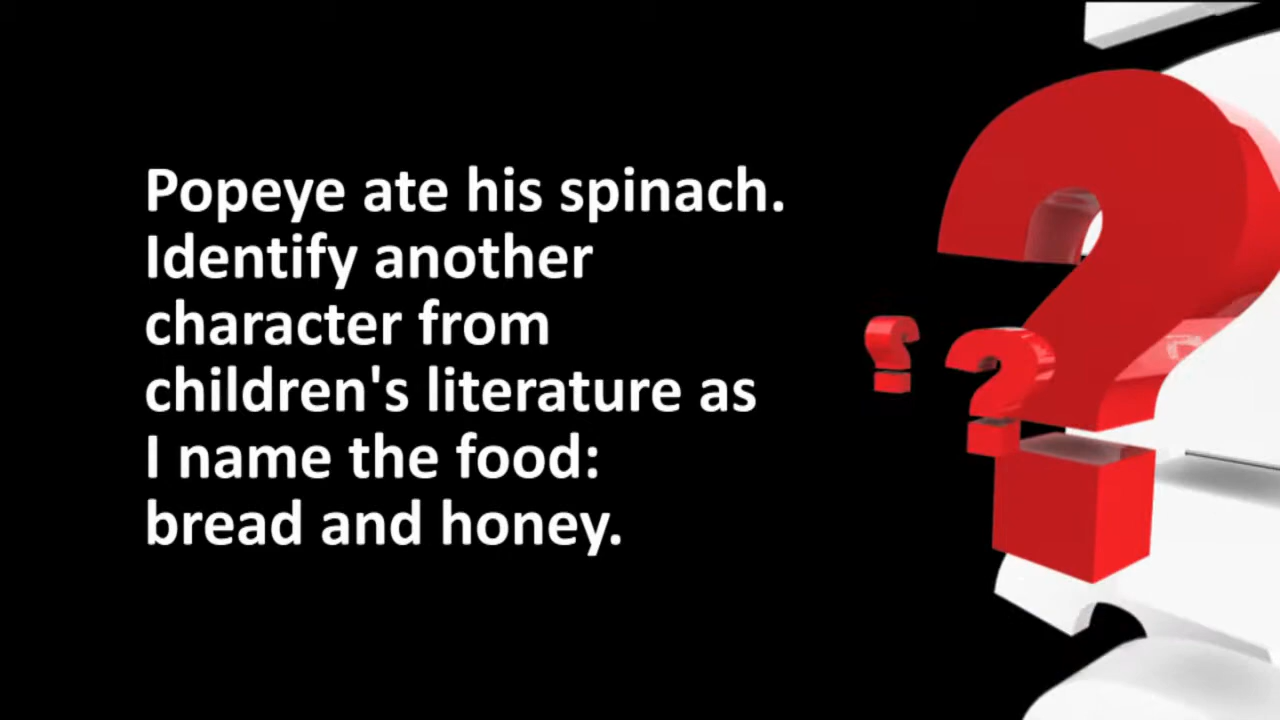 Popeye ate his spinach.
Identify another
character from
children's literature as
I name the food:
bread and honey.